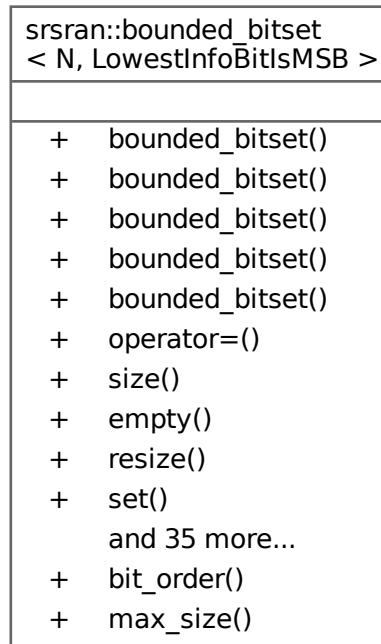 srsran::bounded_bitset
< N, LowestInfoBitIsMSB >
+ bounded_bitset()
+ bounded_bitset()
+ bounded_bitset()
+ bounded_bitset()
+ bounded_bitset()
+ operator=()
+ size()
+ empty()
+ resize()
+ set()
and 35 more...
+ bit_order()
+ max_size()